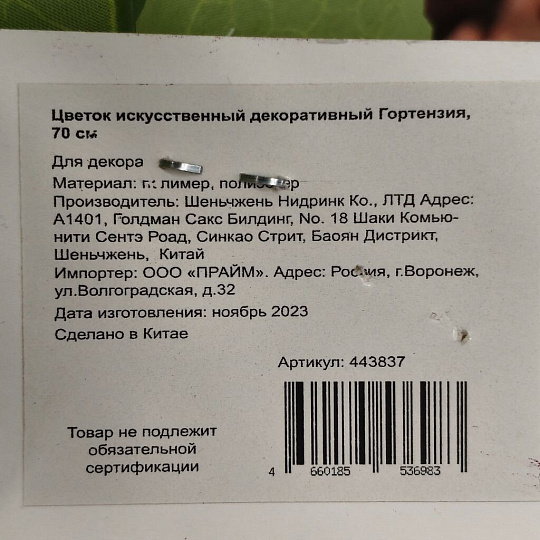 Цветок искусственный декоративный Гортензия,
70 см
Для декора
Материал: полимер, полиэстер
Производитель: Шеньчжень Нидринк Ко., ЛТД Адрес:
А1401, Голдман Сакс Билдинг, No. 18 Шаки Комью-
нити Сентэ Роад, Синкао Стрит, Баоян Дистрикт,
Шеньчжень, Китай
Импортер: ООО «ПРАЙМ». Адрес: Россия, г.Воронеж,
ул.Волгоградская, д.32
Дата изготовления: ноябрь 2023
Сделано в Китае
Артикул: 443837
Товар не подлежит
обязательной
сертификации
4 660185 536983